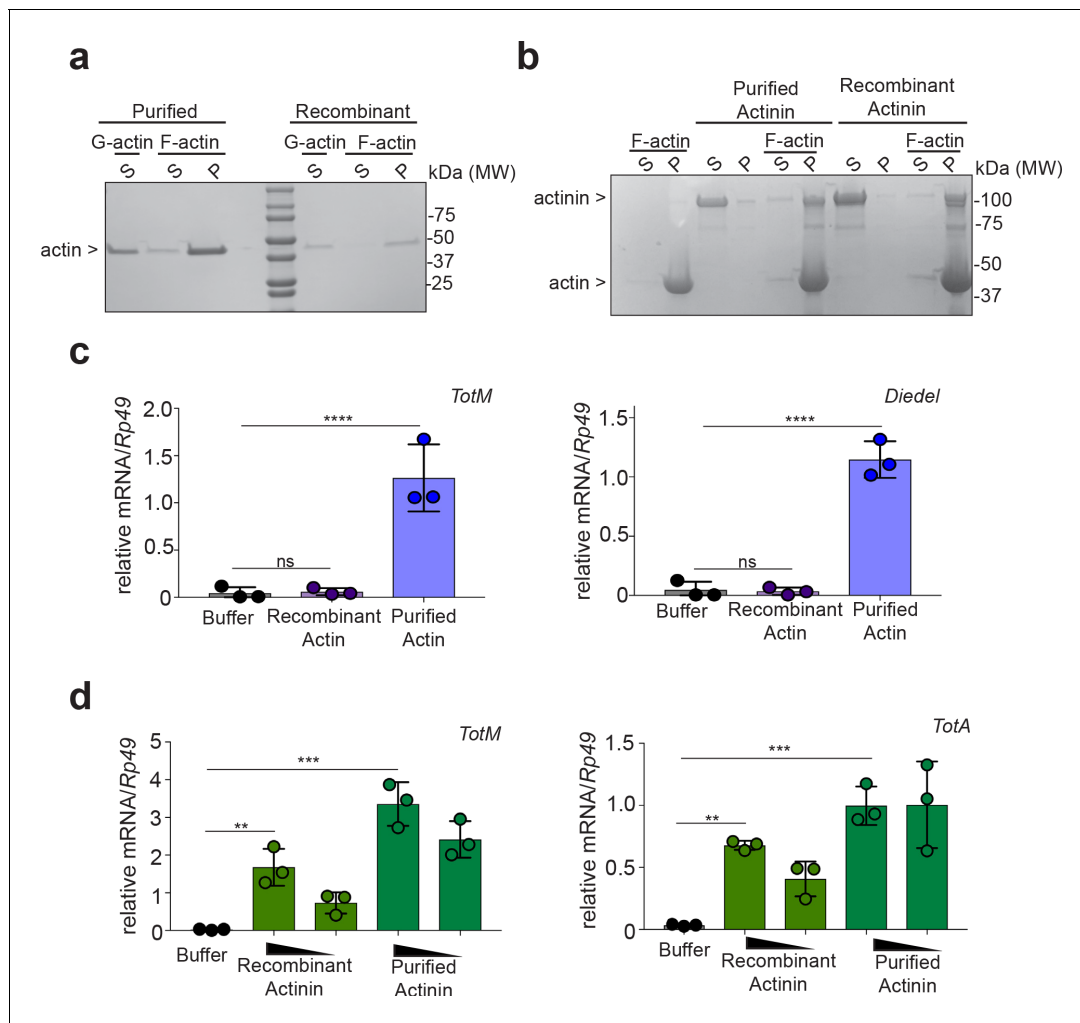 a
Purified
Recombinant
G-actin
F-actin
G-actin
F-actin
S
S
P
S
S
P
kDa (MW)
-75
-50
-37
-25
actin >
b
Purified
Actinin
Recombinant
Actinin
F-actin
F-actin
F-actin
S
P
S
P
S
P
S
P
S
P
kDa (MW)
actinin >
actin >
-100
-75
-50
-37
c
TotM
relative mRNA/Rp49
2.0
1.5
1.0
0.5
0
****
ns
Buffer
Recombinant
Actin
Purified
Actin
Diedel
relative mRNA/Rp49
1.5
1.0
0.5
0
****
ns
Buffer
Recombinant
Actin
Purified
Actin
d
TotM
relative mRNA/Rp49
5
4
3
2
1
0
***
**
Buffer
Recombinant
Actinin
Purified
Actinin
TotA
relative mRNA/Rp49
1.5
1.0
0.5
0
***
**
Buffer
Recombinant
Actinin
Purified
Actinin